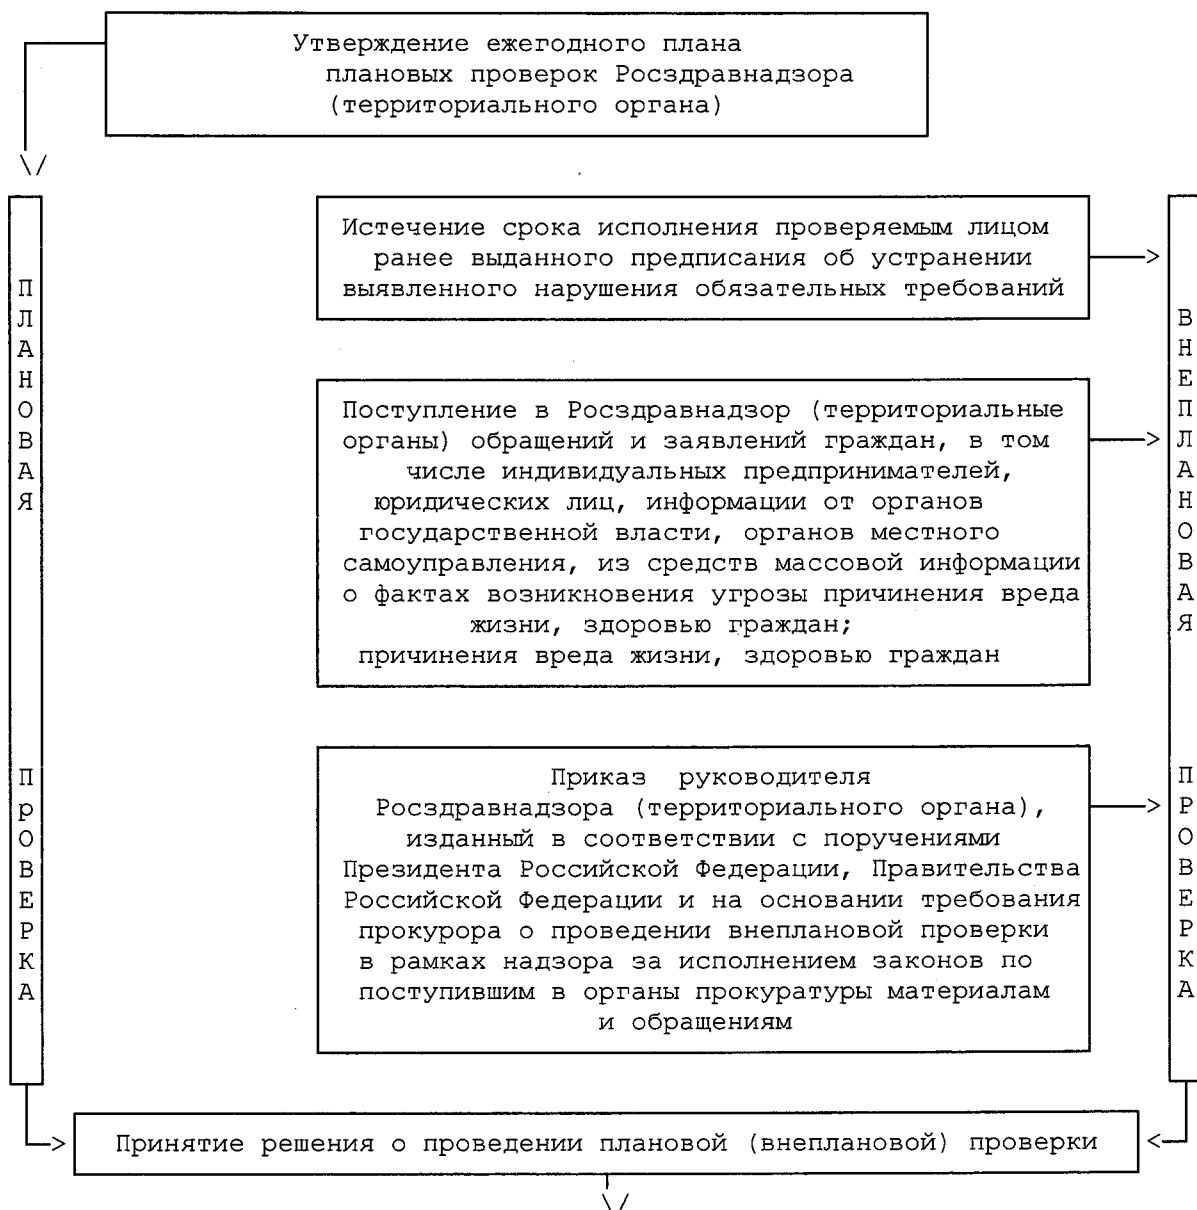 Утверждение ежегодного плана
плановых проверок Росздравнадзора
(территориального органа)
\/
ПЛАНОВАЯ ПРОВЕРКА
Истечение срока исполнения проверяемым лицом
ранее выданного предписания об устранении
выявленного нарушения обязательных требований
Поступление в Росздравнадзор (территориальные
органы) обращений и заявлений граждан, в том
числе индивидуальных предпринимателей,
юридических лиц, информации от органов
государственной власти, органов местного
самоуправления, из средств массовой информации
о фактах возникновения угрозы причинения вреда
жизни, здоровью граждан;
причинения вреда жизни, здоровью граждан
Приказ руководителя
Росздравнадзора (территориального органа),
изданный в соответствии с поручениями
Президента Российской Федерации, Правительства
Российской Федерации и на основании требования
прокурора о проведении внеплановой проверки
в рамках надзора за исполнением законов по
поступившим в органы прокуратуры материалам
и обращениям
ВНЕПЛАНОВАЯ ПРОВЕРКА
Принятие решения о проведении плановой (внеплановой) проверки
\/